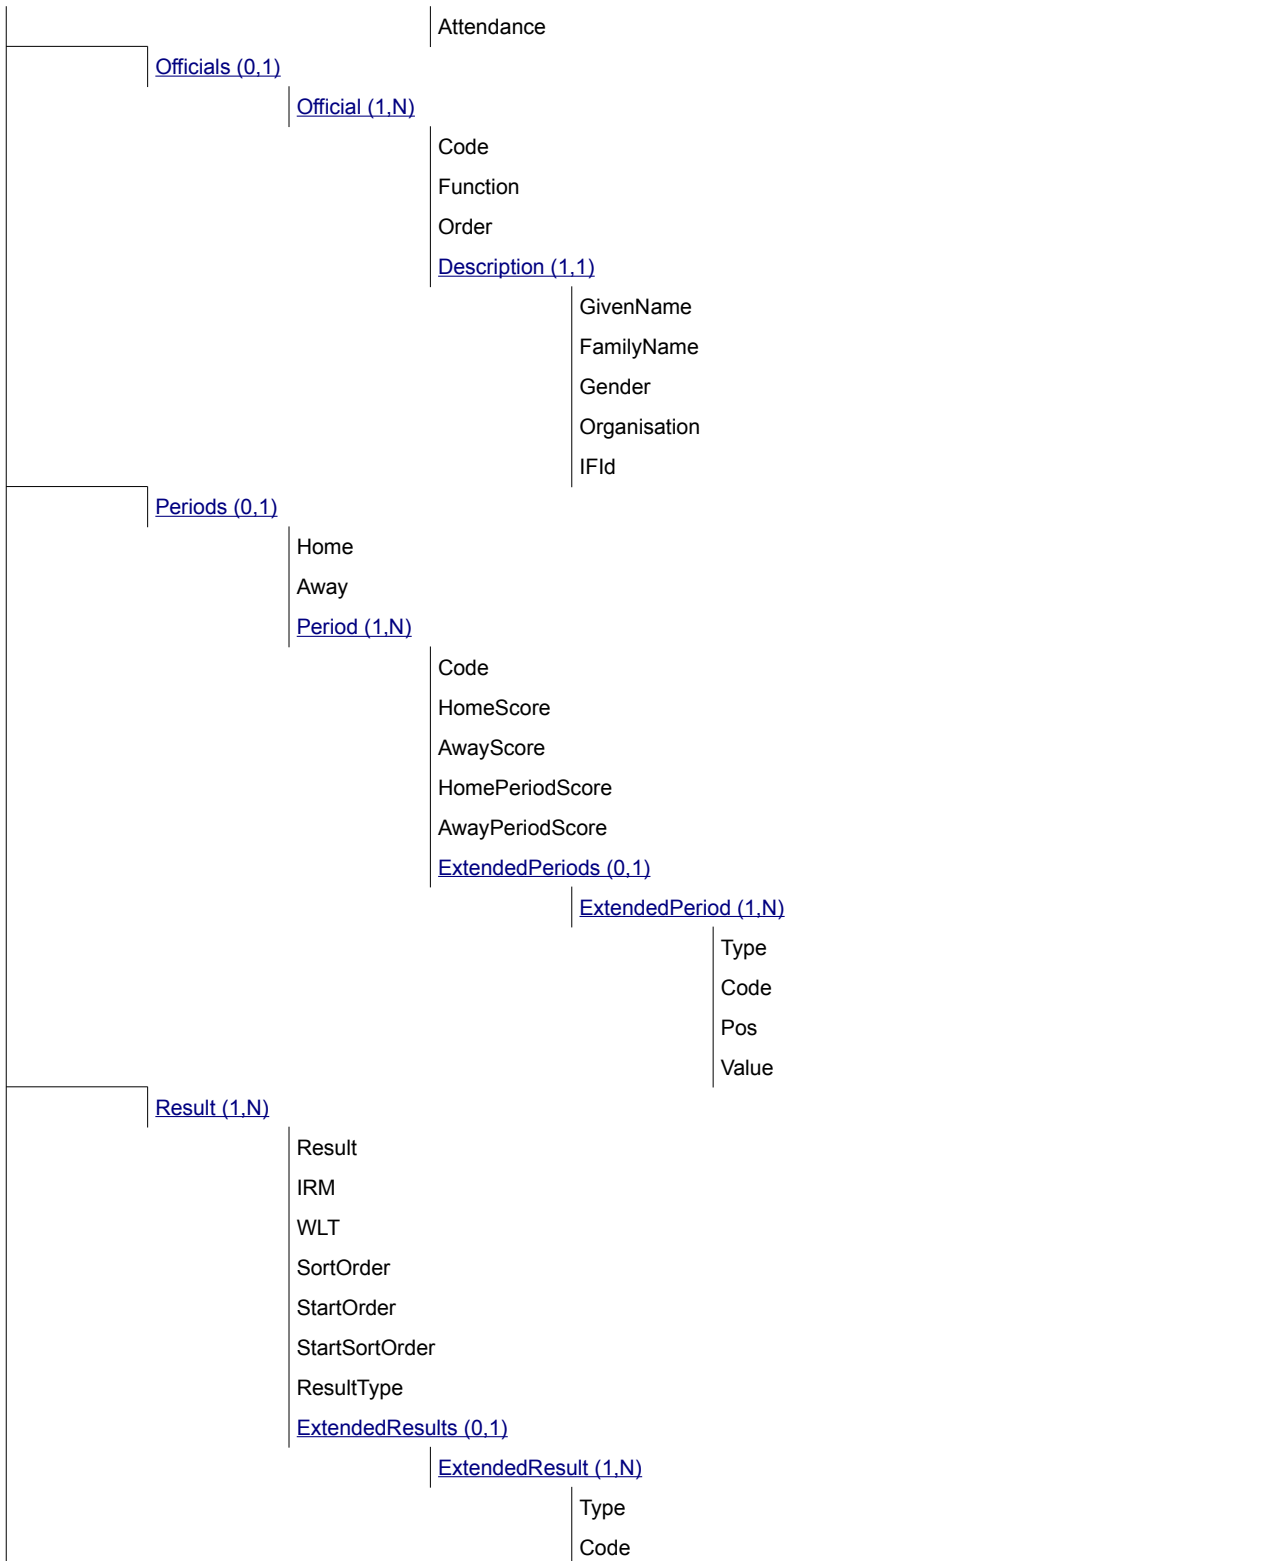 Attendance
Officials (0,1)
Official (1,N)
Code
Function
Order
Description (1,1)
GivenName
FamilyName
Gender
Organisation
IFId
Periods (0,1)
Home
Away
Period (1,N)
Code
HomeScore
AwayScore
HomePeriodScore
AwayPeriodScore
ExtendedPeriods (0,1)
ExtendedPeriod (1,N)
Type
Code
Pos
Value
Result (1,N)
Result
IRM
WLT
SortOrder
StartOrder
StartSortOrder
ResultType
ExtendedResults (0,1)
ExtendedResult (1,N)
Type
Code